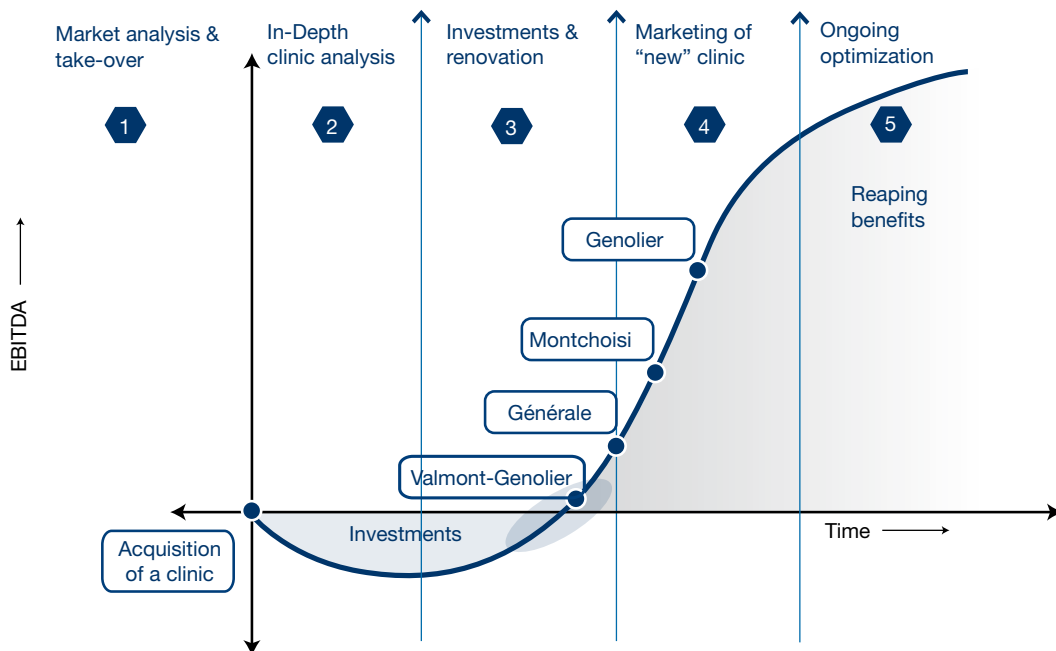 Market analysis &
take-over
In-Depth
clinic analysis
Investments &
renovation
Marketing of
“new” clinic
Ongoing
optimization
1
2
3
4
5
Reaping
benefits
Genolier
EBITDA
Montchoisi
Générale
Valmont-Genolier
Investments
Time
Acquisition
of a clinic